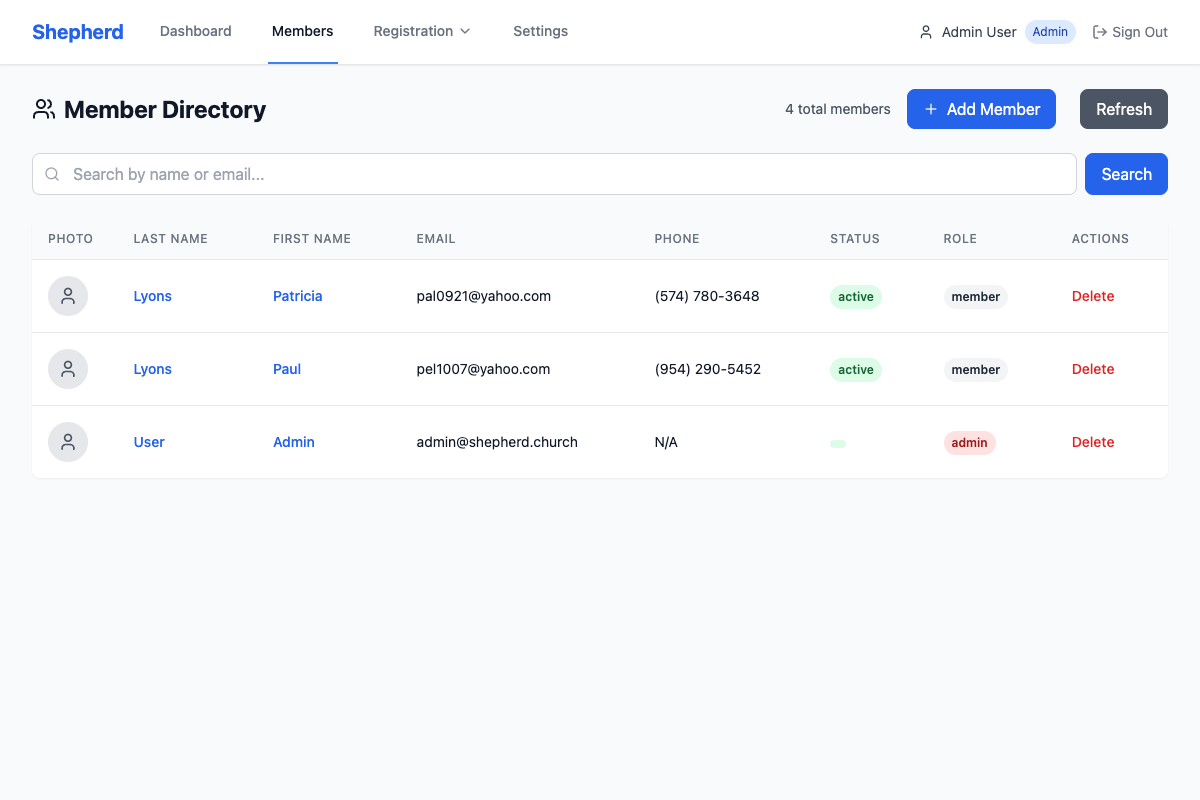 Shepherd Dashboard Members Registration Settings Admin User Admin Sign Out
Member Directory 4 total members + Add Member Refresh
Search by name or email... Search
PHOTO LAST NAME FIRST NAME EMAIL PHONE STATUS ROLE ACTIONS
Lyons Patricia pal0921@yahoo.com (574) 780-3648 active member Delete
Lyons Paul pel1007@yahoo.com (954) 290-5452 active member Delete
User Admin admin@shepherd.church N/A admin Delete